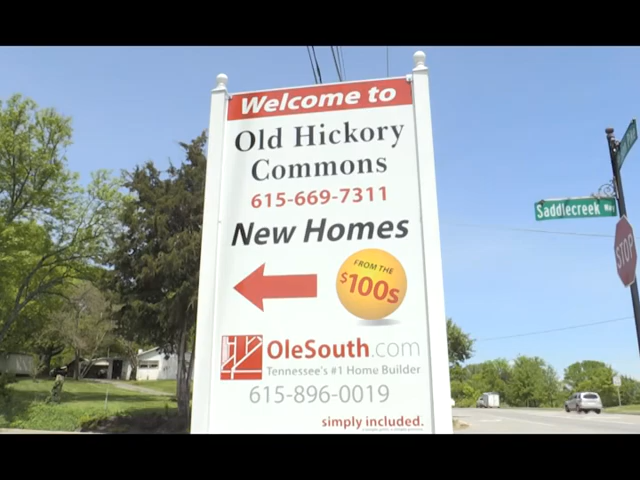 Welcome to
Old Hickory
Commons
615-669-7311
New Homes
FROM THE
$100s
OleSouth.com
Tennessee's #1 Home Builder
615-896-0019
simply included.
Saddlecreek Way
STOP